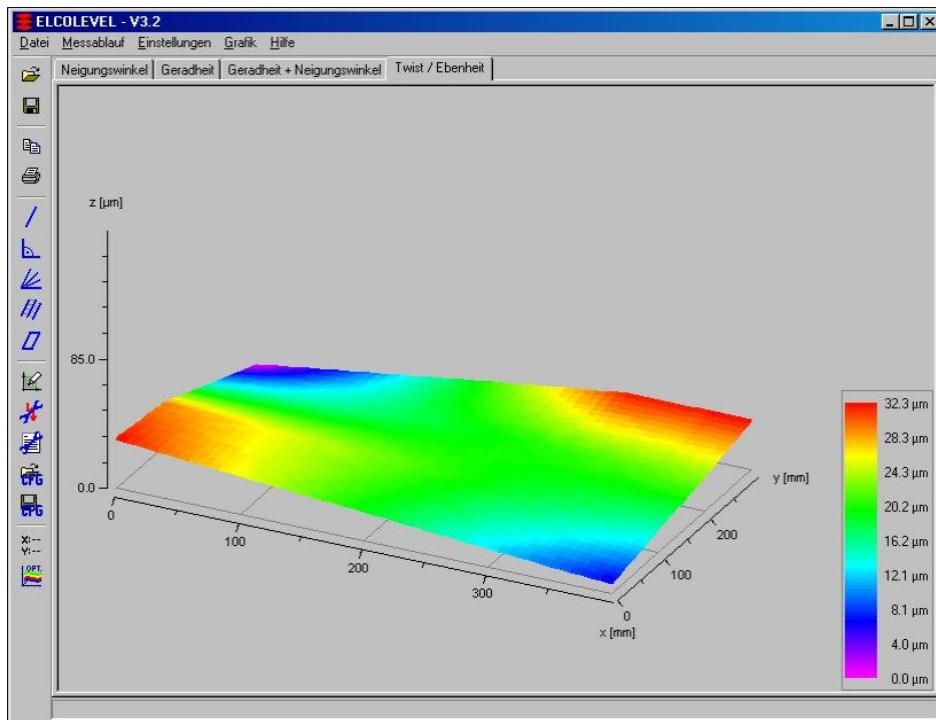 ELCOLEVEL - V3.2
Datei Messablauf Einstellungen Grafik Hilfe
Neigungswinkel Geradheit Geradheit + Neigungswinkel Twist / Ebenheit
z [µm]
85.0
0.0
0
100
200
300
x [mm]
0
100
200
y [mm]
32.3 µm
28.3 µm
24.3 µm
20.2 µm
16.2 µm
12.1 µm
8.1 µm
4.0 µm
0.0 µm
CFG
CFG
X:--
Y:--
OPT.